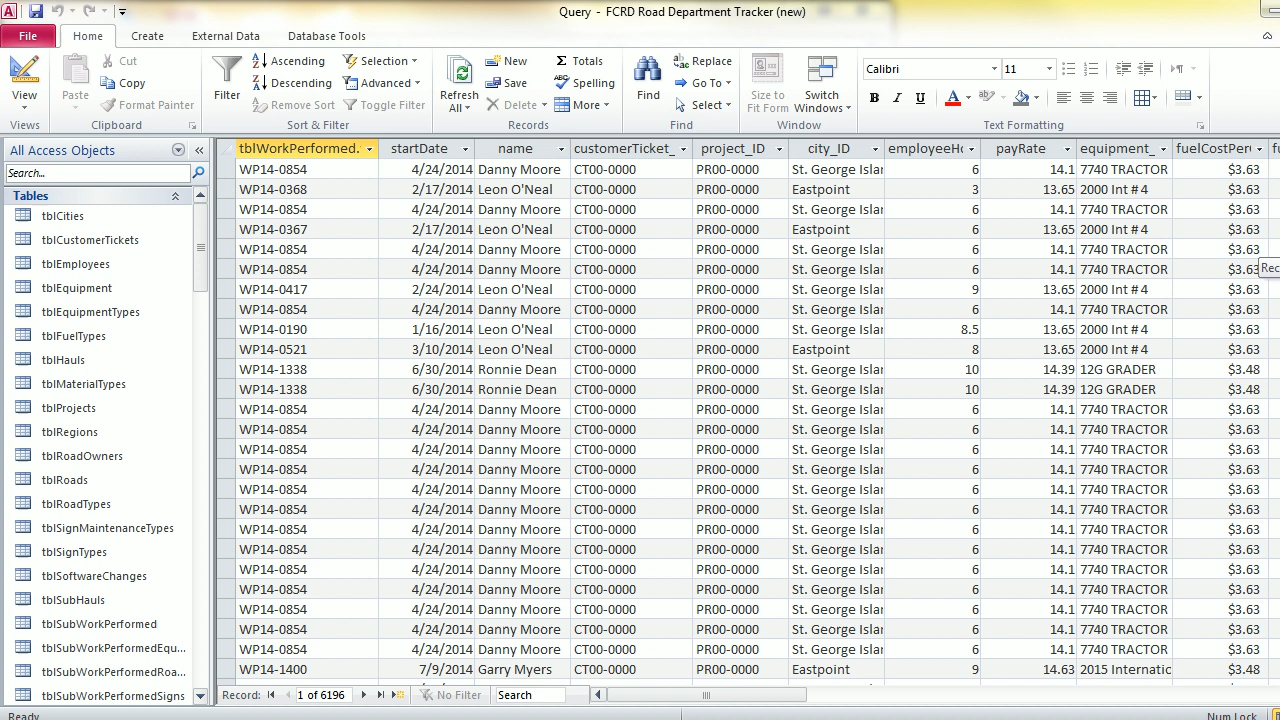 Query - FCRD Road Department Tracker (new)
File Home Create External Data Database Tools
View Views
Paste Cut Copy Format Painter Clipboard
Filter Ascending Descending Remove Sort Selection Advanced Toggle Filter Sort & Filter
Refresh All New Save Delete Totals Spelling More Records
Find Replace Go To Select Find
Size to Fit Form Switch Windows Window
Calibri 11 B I U A Text Formatting
All Access Objects
Search...
Tables
tblCities
tblCustomerTickets
tblEmployees
tblEquipment
tblEquipmentTypes
tblFuelTypes
tblHauls
tblMaterialTypes
tblProjects
tblRegions
tblRoadOwners
tblRoads
tblRoadTypes
tblSignMaintenanceTypes
tblSignTypes
tblSoftwareChanges
tblSubHauls
tblSubWorkPerformed
tblSubWorkPerformedEqu...
tblSubWorkPerformedRoa...
tblSubWorkPerformedSigns
tblWorkPerformed. startDate name customerTicket_ project_ID city_ID employeeHo payRate equipment_ fuelCostPer
WP14-0854 4/24/2014 Danny Moore CT00-0000 PR00-0000 St. George Islar 6 14.1 7740 TRACTOR $3.63
WP14-0368 2/17/2014 Leon O'Neal CT00-0000 PR00-0000 Eastpoint 3 13.65 2000 Int #4 $3.63
WP14-0854 4/24/2014 Danny Moore CT00-0000 PR00-0000 St. George Islar 6 14.1 7740 TRACTOR $3.63
WP14-0367 2/17/2014 Leon O'Neal CT00-0000 PR00-0000 Eastpoint 6 13.65 2000 Int #4 $3.63
WP14-0854 4/24/2014 Danny Moore CT00-0000 PR00-0000 St. George Islar 6 14.1 7740 TRACTOR $3.63
WP14-0854 4/24/2014 Danny Moore CT00-0000 PR00-0000 St. George Islar 6 14.1 7740 TRACTOR $3.63 Rec
WP14-0417 2/24/2014 Leon O'Neal CT00-0000 PR00-0000 St. George Islar 9 13.65 2000 Int #4 $3.63
WP14-0854 4/24/2014 Danny Moore CT00-0000 PR00-0000 St. George Islar 6 14.1 7740 TRACTOR $3.63
WP14-0190 1/16/2014 Leon O'Neal CT00-0000 PR00-0000 St. George Islar 8.5 13.65 2000 Int #4 $3.63
WP14-0521 3/10/2014 Leon O'Neal CT00-0000 PR00-0000 Eastpoint 8 13.65 2000 Int #4 $3.63
WP14-1338 6/30/2014 Ronnie Dean CT00-0000 PR00-0000 St. George Islar 10 14.39 12G GRADER $3.48
WP14-1338 6/30/2014 Ronnie Dean CT00-0000 PR00-0000 St. George Islar 10 14.39 12G GRADER $3.48
WP14-0854 4/24/2014 Danny Moore CT00-0000 PR00-0000 St. George Islar 6 14.1 7740 TRACTOR $3.63
WP14-0854 4/24/2014 Danny Moore CT00-0000 PR00-0000 St. George Islar 6 14.1 7740 TRACTOR $3.63
WP14-0854 4/24/2014 Danny Moore CT00-0000 PR00-0000 St. George Islar 6 14.1 7740 TRACTOR $3.63
WP14-0854 4/24/2014 Danny Moore CT00-0000 PR00-0000 St. George Islar 6 14.1 7740 TRACTOR $3.63
WP14-0854 4/24/2014 Danny Moore CT00-0000 PR00-0000 St. George Islar 6 14.1 7740 TRACTOR $3.63
WP14-0854 4/24/2014 Danny Moore CT00-0000 PR00-0000 St. George Islar 6 14.1 7740 TRACTOR $3.63
WP14-0854 4/24/2014 Danny Moore CT00-0000 PR00-0000 St. George Islar 6 14.1 7740 TRACTOR $3.63
WP14-0854 4/24/2014 Danny Moore CT00-0000 PR00-0000 St. George Islar 6 14.1 7740 TRACTOR $3.63
WP14-0854 4/24/2014 Danny Moore CT00-0000 PR00-0000 St. George Islar 6 14.1 7740 TRACTOR $3.63
WP14-0854 4/24/2014 Danny Moore CT00-0000 PR00-0000 St. George Islar 6 14.1 7740 TRACTOR $3.63
WP14-0854 4/24/2014 Danny Moore CT00-0000 PR00-0000 St. George Islar 6 14.1 7740 TRACTOR $3.63
WP14-0854 4/24/2014 Danny Moore CT00-0000 PR00-0000 St. George Islar 6 14.1 7740 TRACTOR $3.63
WP14-0854 4/24/2014 Danny Moore CT00-0000 PR00-0000 St. George Islar 6 14.1 7740 TRACTOR $3.63
WP14-1400 7/9/2014 Garry Myers CT00-0000 PR00-0000 Eastpoint 9 14.63 2015 Internatic $3.48
Record: 1 of 6196 No Filter Search
Ready Num Lock